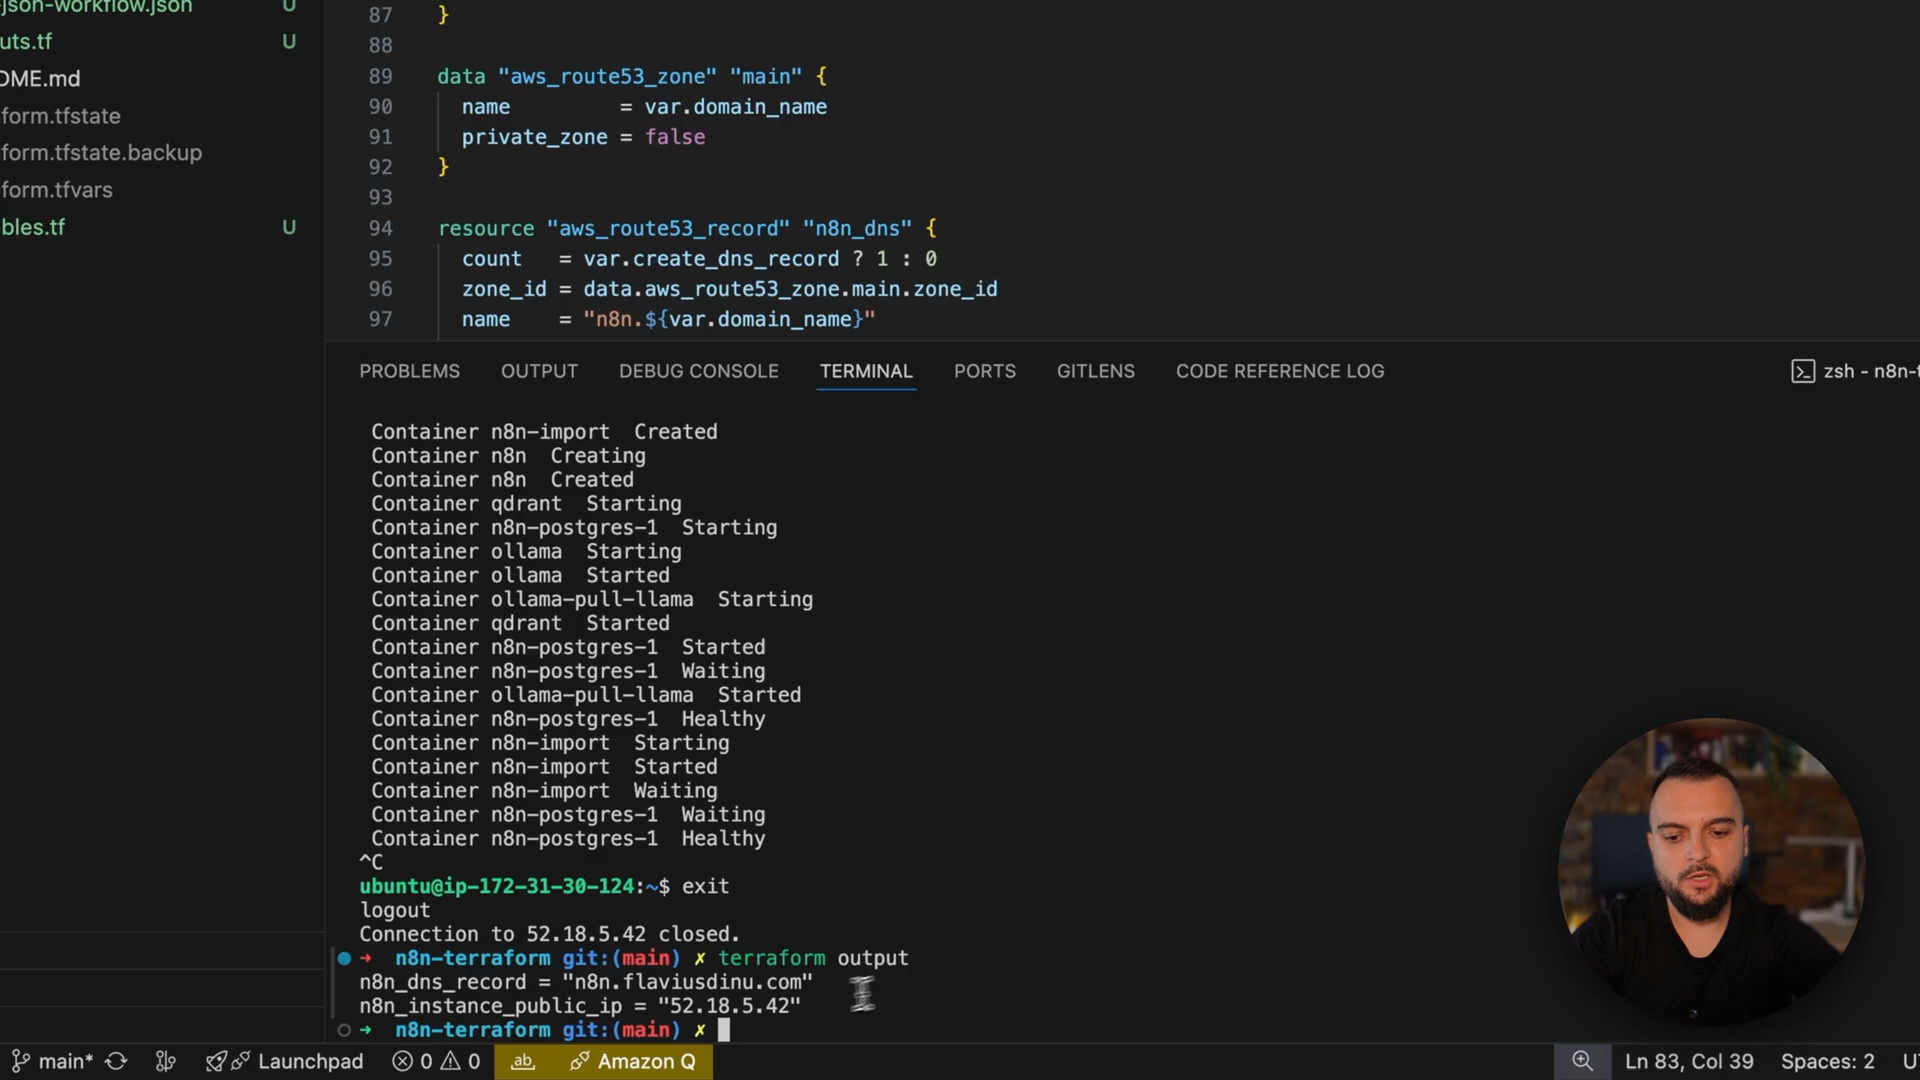 -json-workflow.json U
uts.tf U
OME.md
form.tfstate
form.tfstate.backup
form.tfvars
bles.tf U
87 }
88
89 data "aws_route53_zone" "main" {
90 name = var.domain_name
91 private_zone = false
92 }
93
94 resource "aws_route53_record" "n8n_dns" {
95 count = var.create_dns_record ? 1 : 0
96 zone_id = data.aws_route53_zone.main.zone_id
97 name = "n8n.${var.domain_name}"
PROBLEMS OUTPUT DEBUG CONSOLE TERMINAL PORTS GITLENS CODE REFERENCE LOG zsh - n8n-t
Container n8n-import Created
Container n8n Creating
Container n8n Created
Container qdrant Starting
Container n8n-postgres-1 Starting
Container ollama Starting
Container ollama Started
Container ollama-pull-llama Starting
Container qdrant Started
Container n8n-postgres-1 Started
Container n8n-postgres-1 Waiting
Container ollama-pull-llama Started
Container n8n-postgres-1 Healthy
Container n8n-import Starting
Container n8n-import Started
Container n8n-import Waiting
Container n8n-postgres-1 Waiting
Container n8n-postgres-1 Healthy
^C
ubuntu@ip-172-31-30-124:~$ exit
logout
Connection to 52.18.5.42 closed.
➜ n8n-terraform git:(main) ✗ terraform output
n8n_dns_record = "n8n.flaviusdinu.com"
n8n_instance_public_ip = "52.18.5.42"
➜ n8n-terraform git:(main) ✗
main* Launchpad 0 0 ab Amazon Q Ln 83, Col 39 Spaces: 2 U